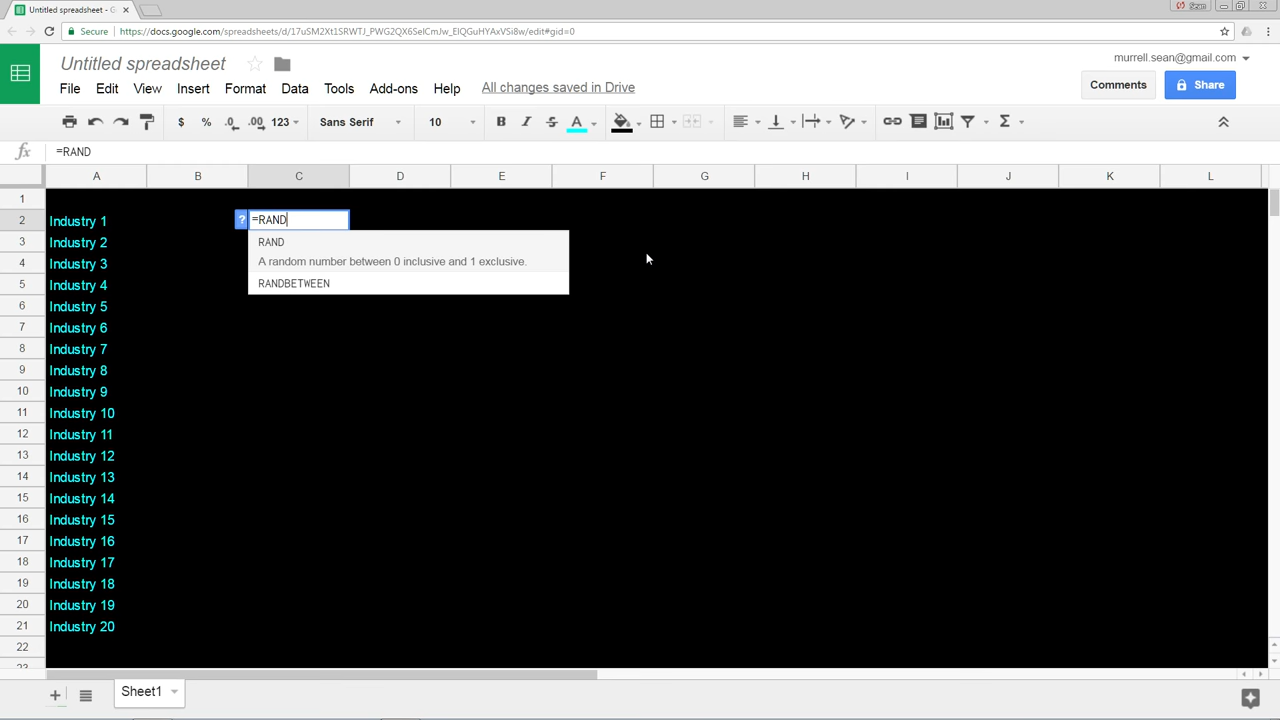 Untitled spreadsheet - G
Sean
Secure https://docs.google.com/spreadsheets/d/17uSM2Xt1SRWTJ_PWG2QX6SelCmJw_EIQGuHYAxVSi8w/edit#gid=0
Untitled spreadsheet
murrell.sean@gmail.com
File Edit View Insert Format Data Tools Add-ons Help All changes saved in Drive
Comments Share
$ % .0 .00 123 Sans Serif 10 B I S A Σ
fx =RAND
A B C D E F G H I J K L
1
2 Industry 1 ? =RAND
3 Industry 2 RAND
4 Industry 3 A random number between 0 inclusive and 1 exclusive.
5 Industry 4 RANDBETWEEN
6 Industry 5
7 Industry 6
8 Industry 7
9 Industry 8
10 Industry 9
11 Industry 10
12 Industry 11
13 Industry 12
14 Industry 13
15 Industry 14
16 Industry 15
17 Industry 16
18 Industry 17
19 Industry 18
20 Industry 19
21 Industry 20
22
23
+ Sheet1